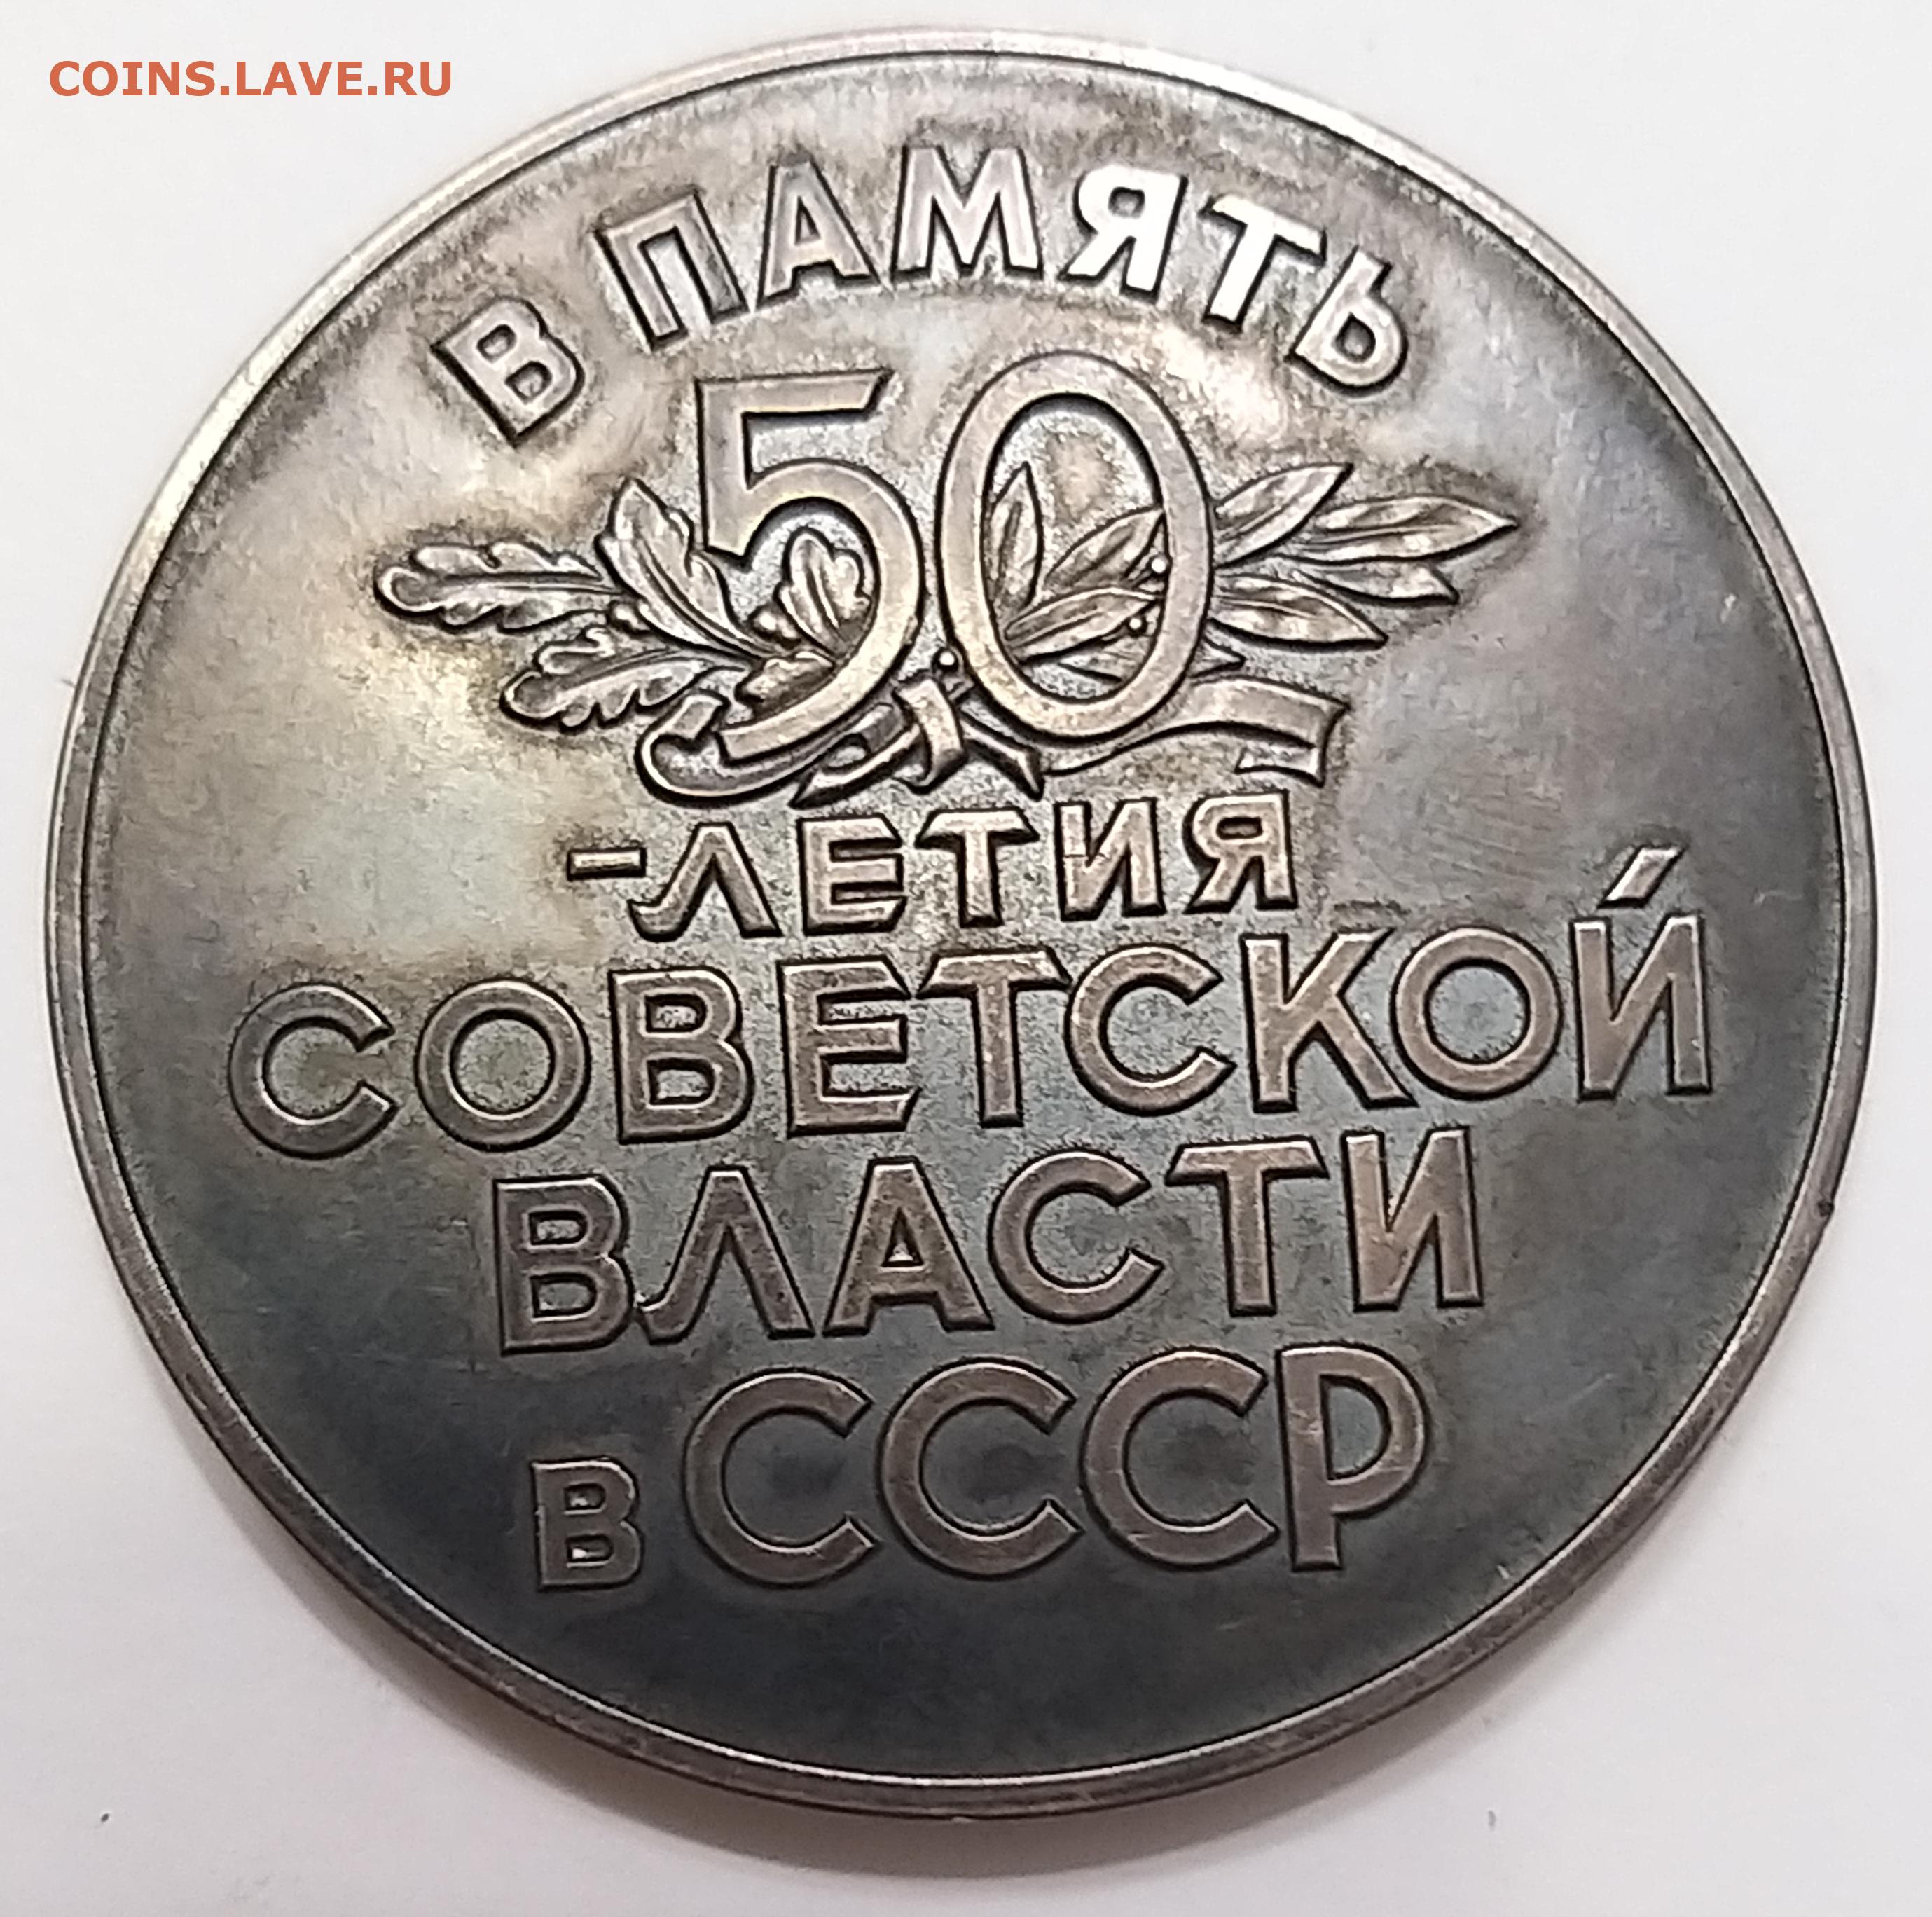 COINS.LAVE.RU
В ПАМЯТЬ
50
-ЛЕТИЯ
СОВЕТСКОЙ
ВЛАСТИ
В СССР